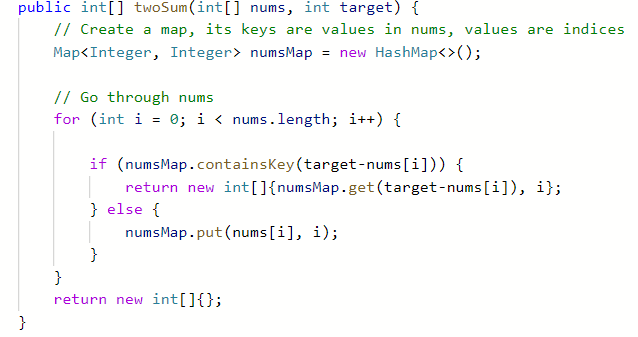 public int[] twoSum(int[] nums, int target) {
    // Create a map, its keys are values in nums, values are indices
    Map<Integer, Integer> numsMap = new HashMap<>();

    // Go through nums
    for (int i = 0; i < nums.length; i++) {

        if (numsMap.containsKey(target-nums[i])) {
            return new int[]{numsMap.get(target-nums[i]), i};
        } else {
            numsMap.put(nums[i], i);
        }
    }
    return new int[]{};
}